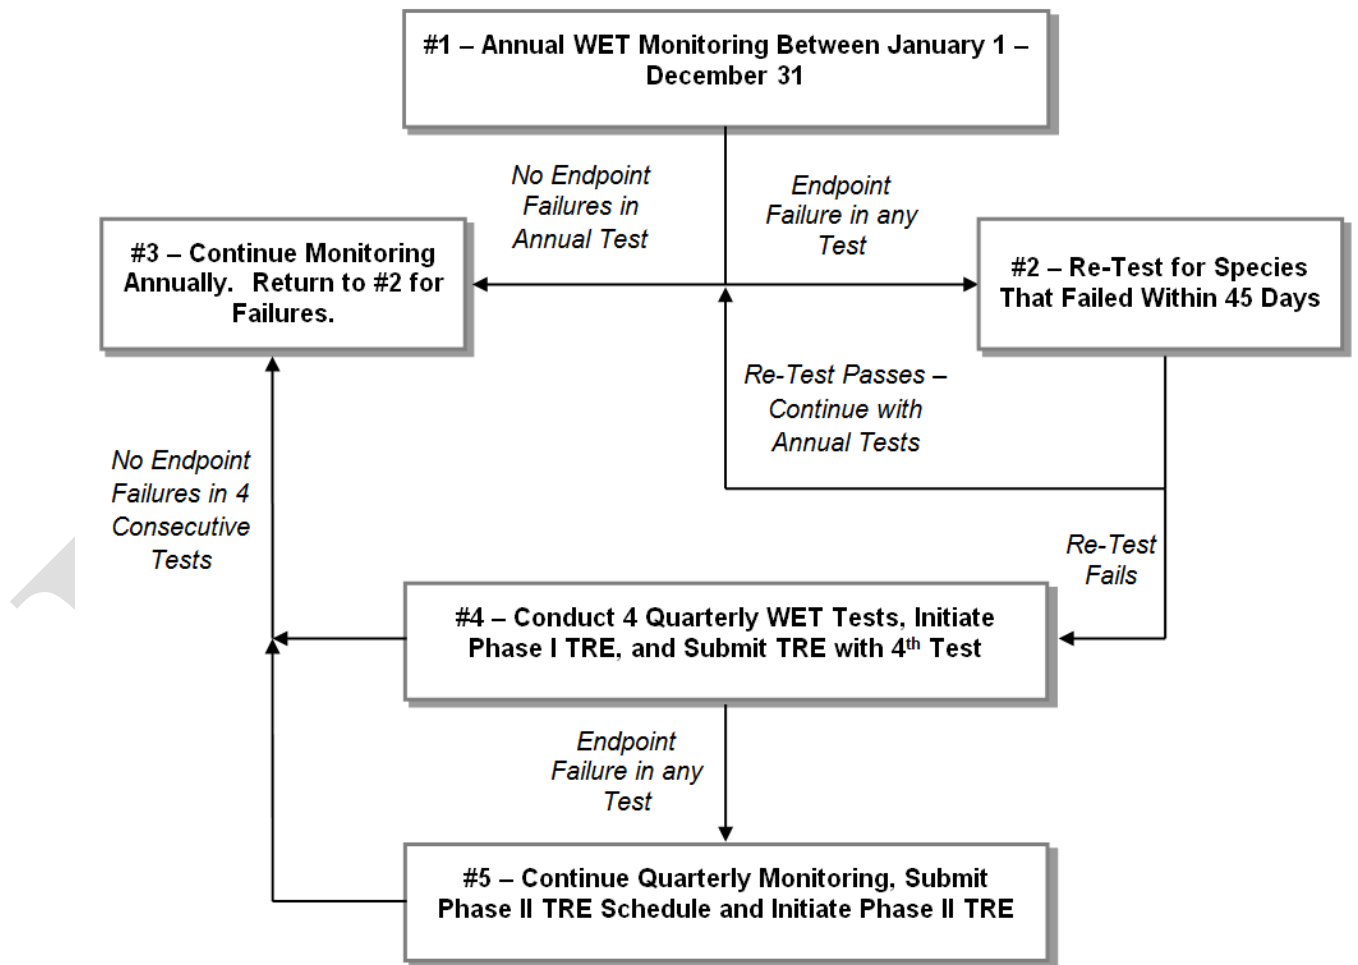 #1 – Annual WET Monitoring Between January 1 –
December 31
No Endpoint
Failures in
Annual Test
Endpoint
Failure in any
Test
#3 – Continue Monitoring
Annually.  Return to #2 for
Failures.
#2 – Re-Test for Species
That Failed Within 45 Days
Re-Test Passes –
Continue with
Annual Tests
No Endpoint
Failures in 4
Consecutive
Tests
Re-Test
Fails
#4 – Conduct 4 Quarterly WET Tests, Initiate
Phase I TRE, and Submit TRE with 4th Test
Endpoint
Failure in any
Test
#5 – Continue Quarterly Monitoring, Submit
Phase II TRE Schedule and Initiate Phase II TRE